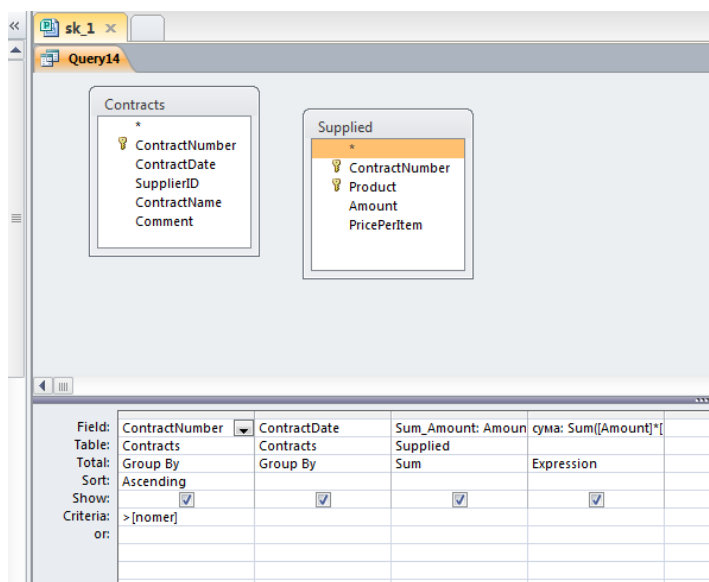 sk_1
Query14
Contracts
*
ContractNumber
ContractDate
SupplierID
ContractName
Comment
Supplied
*
ContractNumber
Product
Amount
PricePerItem
Field: ContractNumber ContractDate Sum_Amount: Amoun сума: Sum([Amount]*[
Table: Contracts Contracts Supplied
Total: Group By Group By Sum Expression
Sort: Ascending
Show:
Criteria: >[nomer]
or: